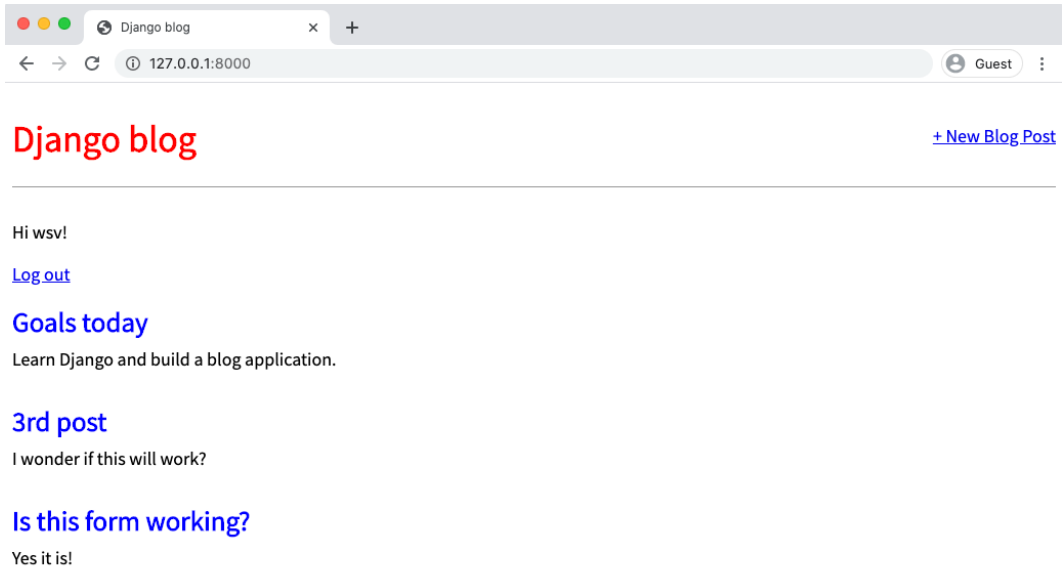 Django blog
127.0.0.1:8000
Guest
Django blog
+ New Blog Post
Hi wsv!
Log out
Goals today
Learn Django and build a blog application.
3rd post
I wonder if this will work?
Is this form working?
Yes it is!